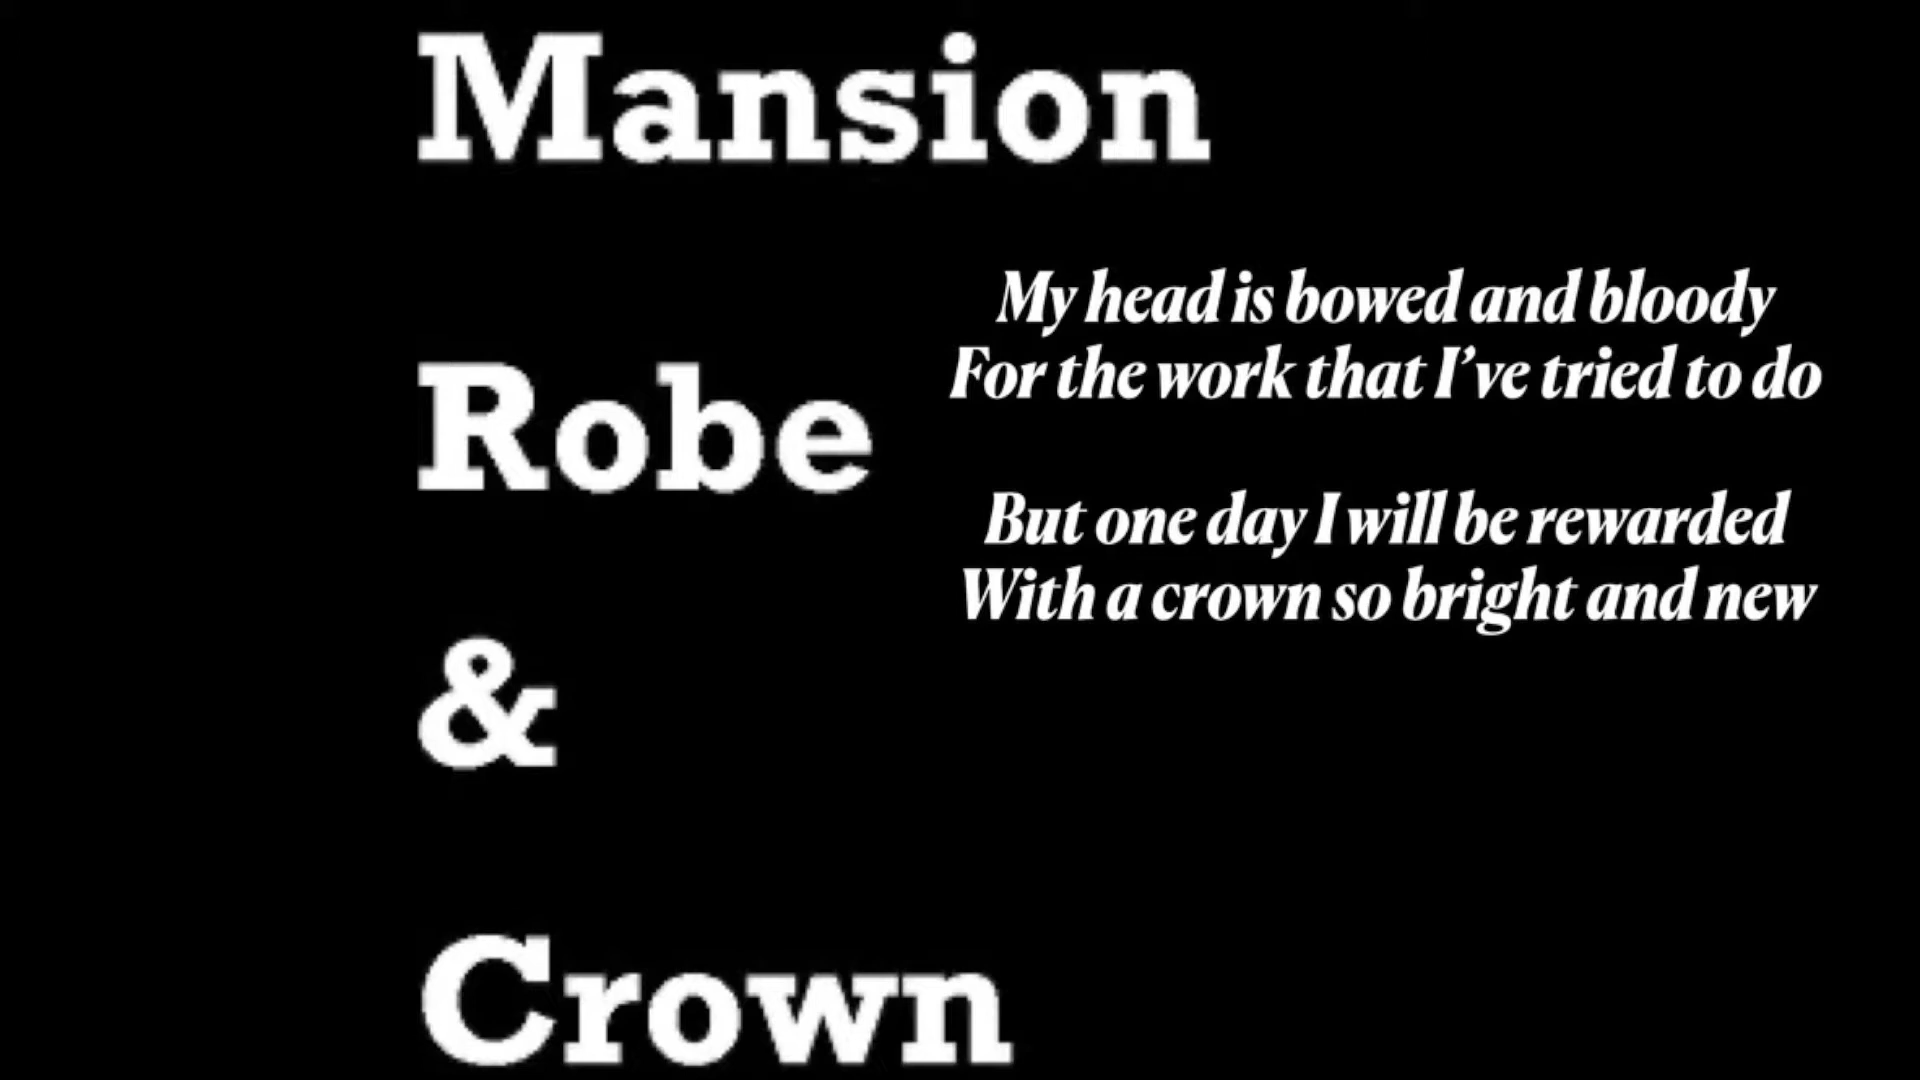 Mansion
Robe
&
Crown
My head is bowed and bloody
For the work that I’ve tried to do
But one day I will be rewarded
With a crown so bright and new